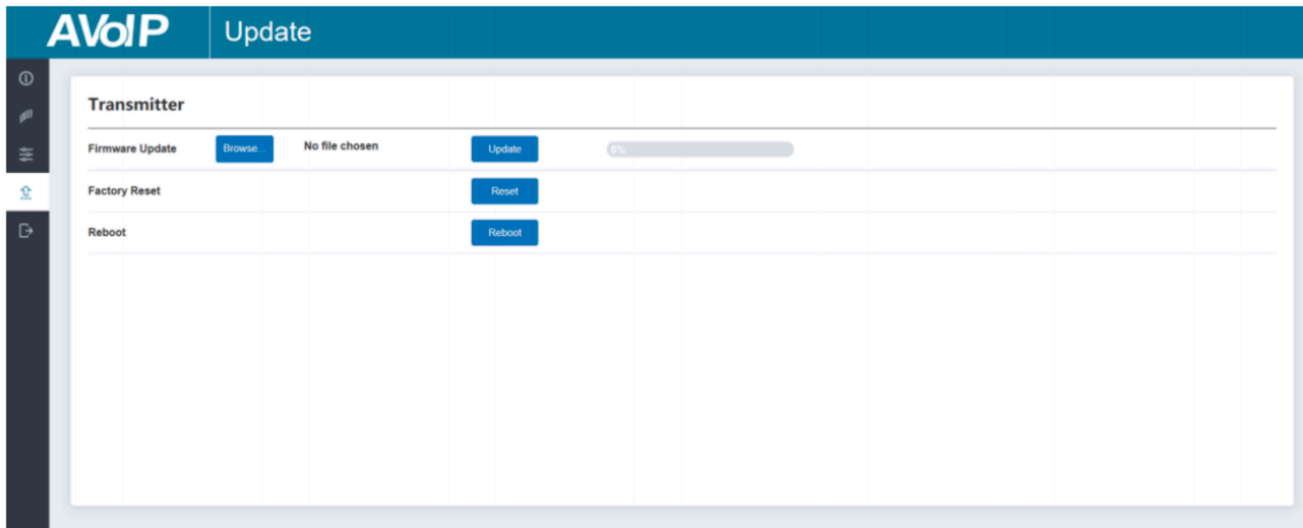 AVoIP Update
Transmitter
Firmware Update Browse... No file chosen Update 0%
Factory Reset Reset
Reboot Reboot